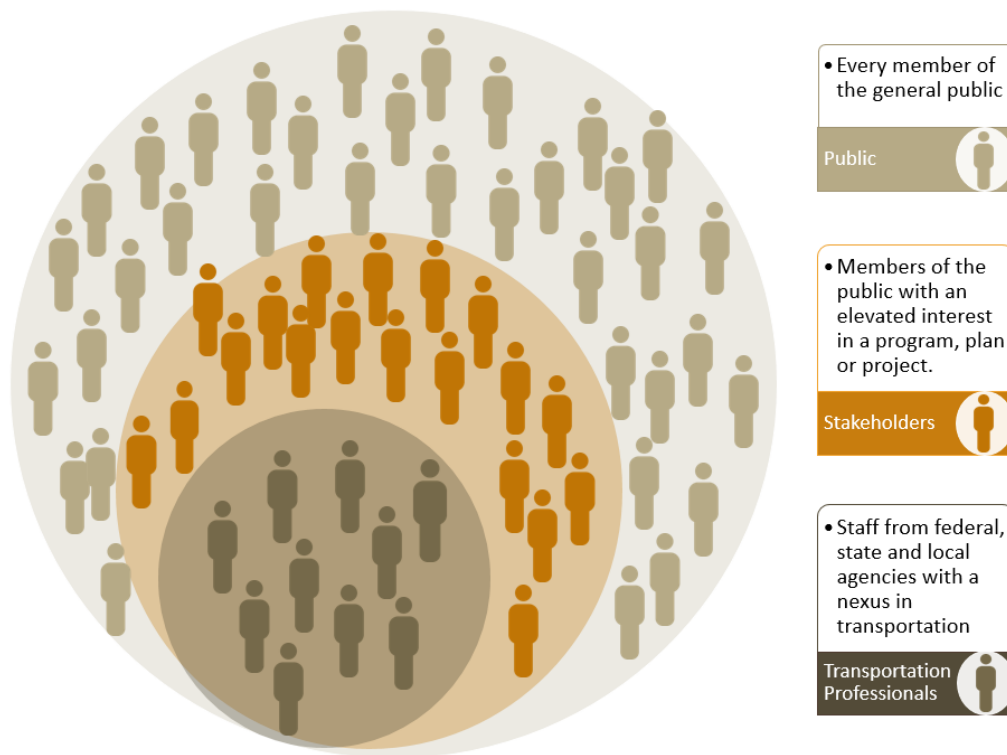 • Every member of
the general public
Public
• Members of the
public with an
elevated interest
in a program, plan
or project.
Stakeholders
• Staff from federal,
state and local
agencies with a
nexus in
transportation
Transportation
Professionals